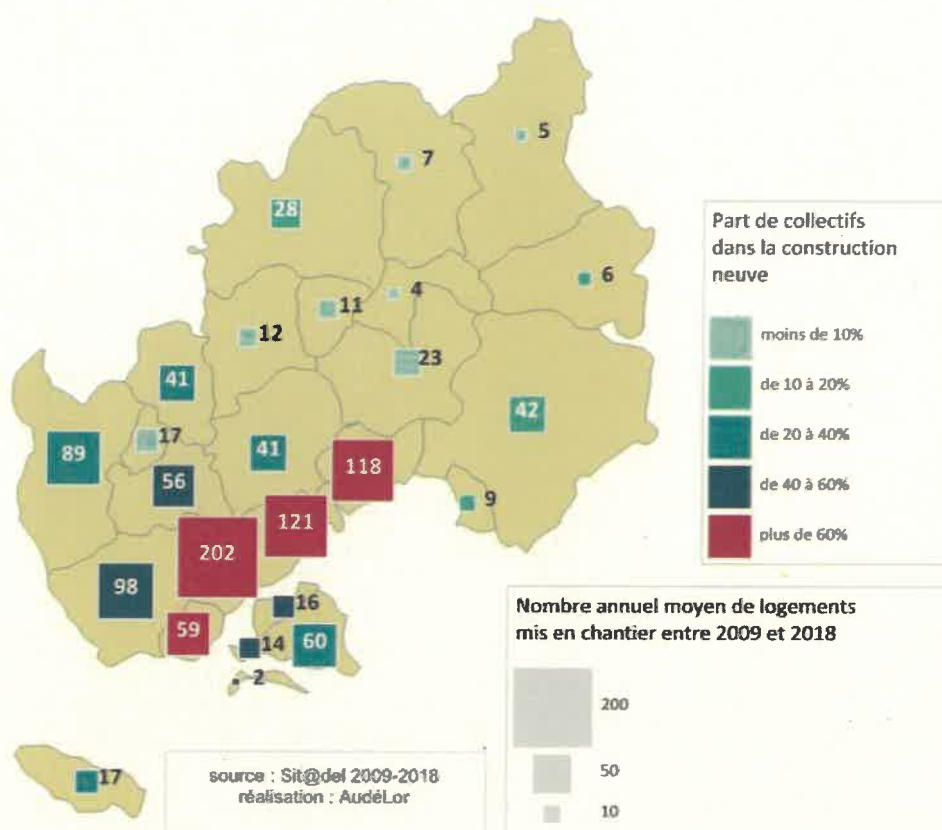 5
7
28
6
4
11
12
23
41
42
17
89
41
118
56
9
121
202
98
16
59
14
60
2
17
Part de collectifs
dans la construction
neuve
moins de 10%
de 10 à 20%
de 20 à 40%
de 40 à 60%
plus de 60%
Nombre annuel moyen de logements
mis en chantier entre 2009 et 2018
200
50
10
source : Sit@del 2009-2018
réalisation : AudéLor